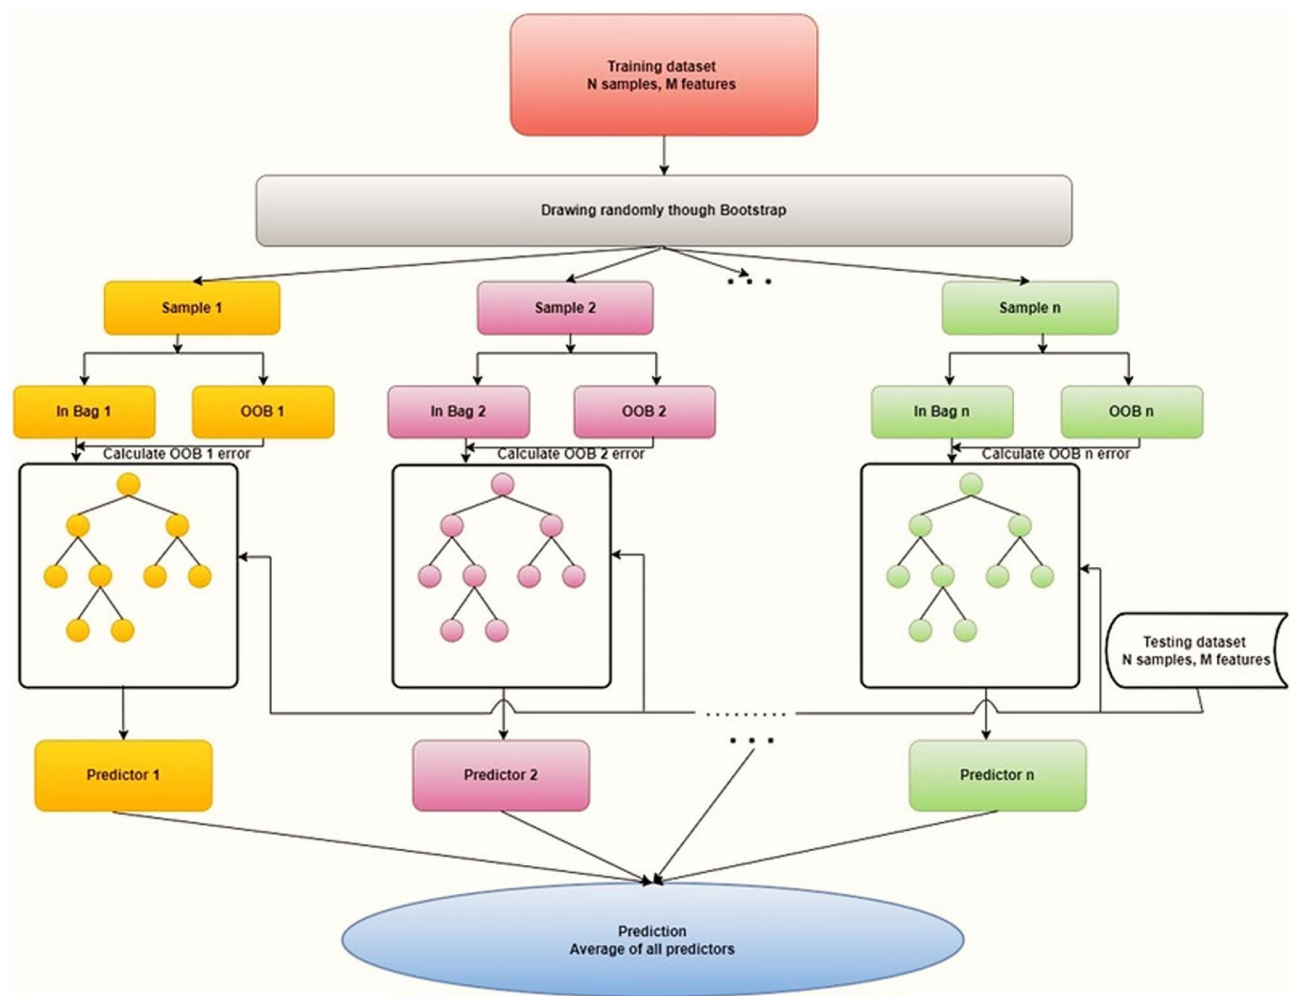 Training dataset
N samples, M features
Drawing randomly though Bootstrap
Sample 1
Sample 2
Sample n
In Bag 1
OOB 1
In Bag 2
OOB 2
In Bag n
OOB n
Calculate OOB 1 error
Calculate OOB 2 error
Calculate OOB n error
Testing dataset
N samples, M features
Predictor 1
Predictor 2
Predictor n
Prediction
Average of all predictors